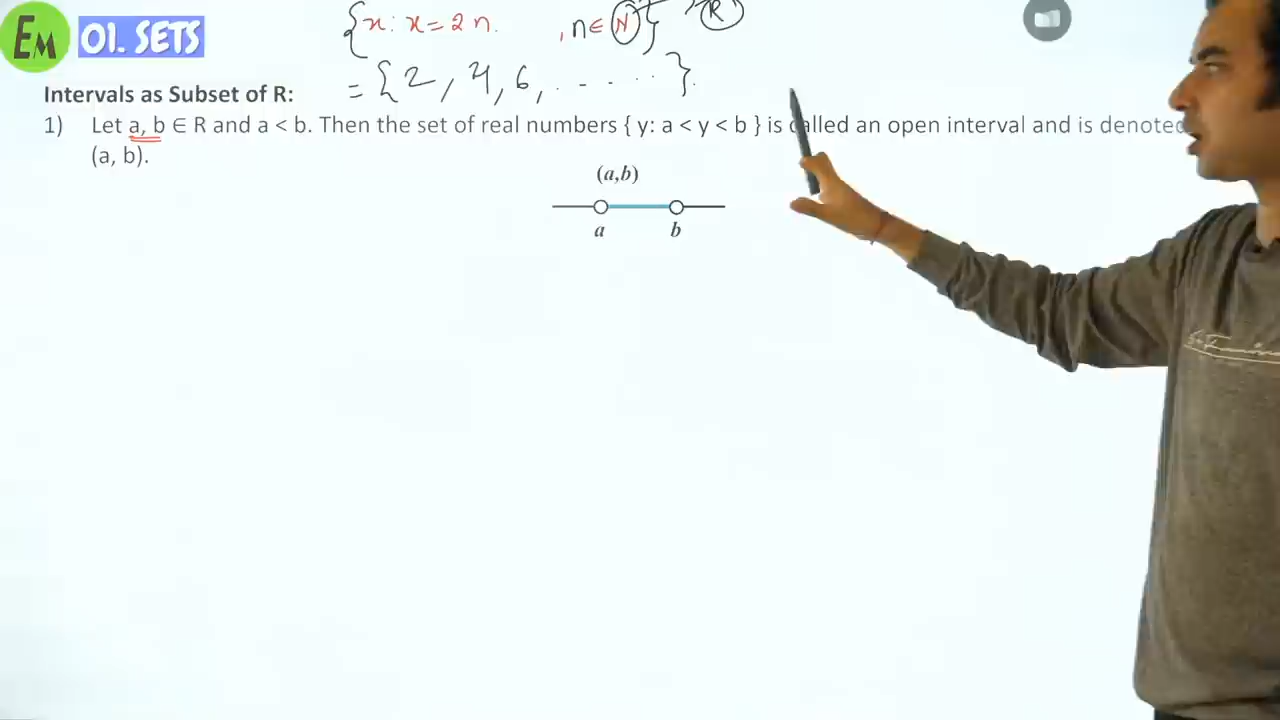 Em 01. SETS
{x: x=2n. , n∈N} R
= {2, 4, 6, . - - . . . }.
Intervals as Subset of R:
1) Let a, b ∈ R and a < b. Then the set of real numbers { y: a < y < b } is called an open interval and is denoted
(a, b).
(a,b)
a b